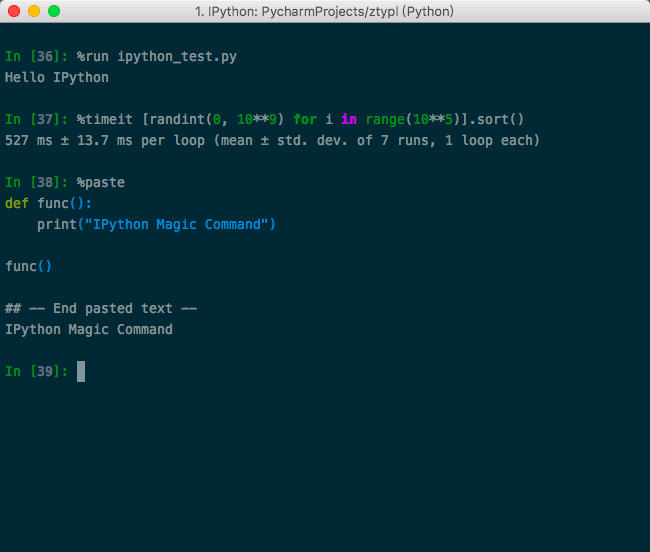 1. IPython: PycharmProjects/ztypl (Python)
In [36]: %run ipython_test.py
Hello IPython
In [37]: %timeit [randint(0, 10**9) for i in range(10**5)].sort()
527 ms ± 13.7 ms per loop (mean ± std. dev. of 7 runs, 1 loop each)
In [38]: %paste
def func():
    print("IPython Magic Command")
func()
## -- End pasted text --
IPython Magic Command
In [39]: